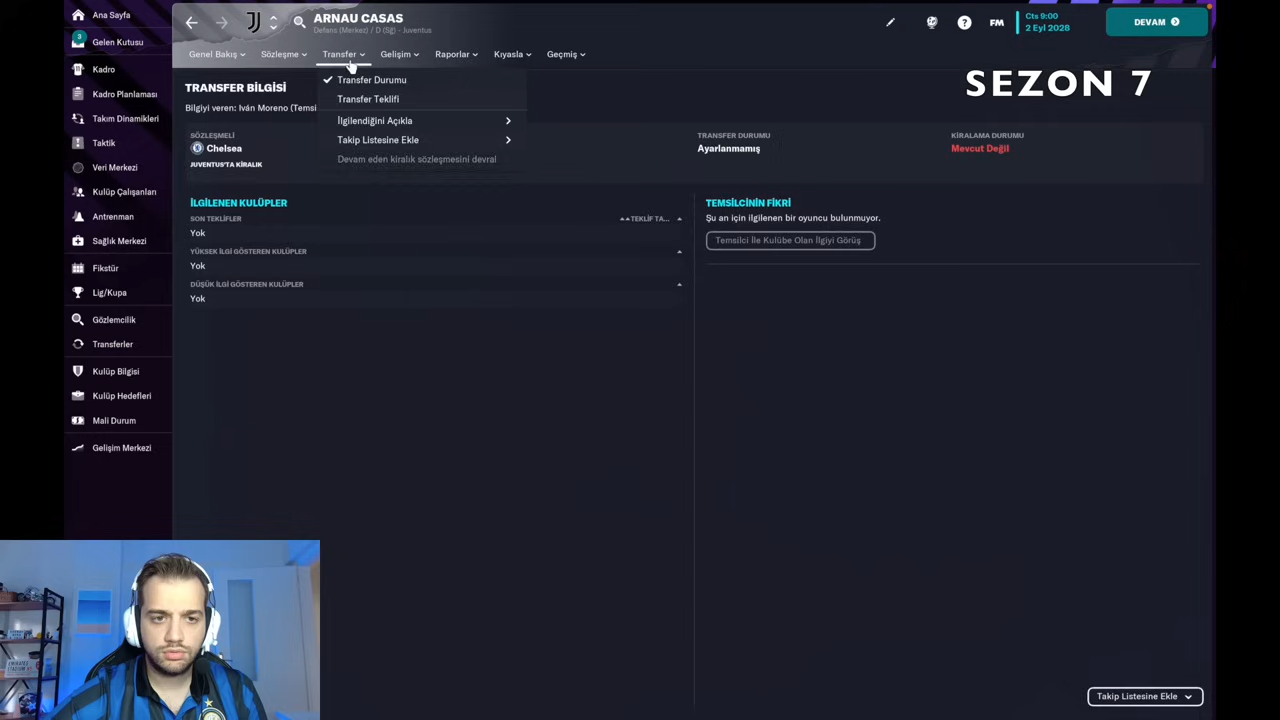 Ana Sayfa
3
Gelen Kutusu
Kadro
Kadro Planlaması
Takım Dinamikleri
Taktik
Veri Merkezi
Kulüp Çalışanları
Antrenman
Sağlık Merkezi
Fikstür
Lig/Kupa
Gözlemcilik
Transferler
Kulüp Bilgisi
Kulüp Hedefleri
Mali Durum
Gelişim Merkezi
ARNAU CASAS
Defans (Merkez) / D (Sğ) - Juventus
FM
Cts 9:00
2 Eyl 2028
DEVAM
Genel Bakış
Sözleşme
Transfer
Gelişim
Raporlar
Kıyasla
Geçmiş
SEZON 7
Transfer Durumu
Transfer Teklifi
İlgilendiğini Açıkla
Takip Listesine Ekle
Devam eden kiralık sözleşmesini devral
TRANSFER BİLGİSİ
Bilgiyi veren: Iván Moreno (Temsi
SÖZLEŞMELİ
Chelsea
JUVENTUS'TA KİRALIK
TRANSFER DURUMU
Ayarlanmamış
KİRALAMA DURUMU
Mevcut Değil
İLGİLENEN KULÜPLER
SON TEKLİFLER
TEKLİF TA...
Yok
YÜKSEK İLGİ GÖSTEREN KULÜPLER
Yok
DÜŞÜK İLGİ GÖSTEREN KULÜPLER
Yok
TEMSİLCİNİN FİKRİ
Şu an için ilgilenen bir oyuncu bulunmuyor.
Temsilci İle Kulübe Olan İlgiyi Görüş
Takip Listesine Ekle